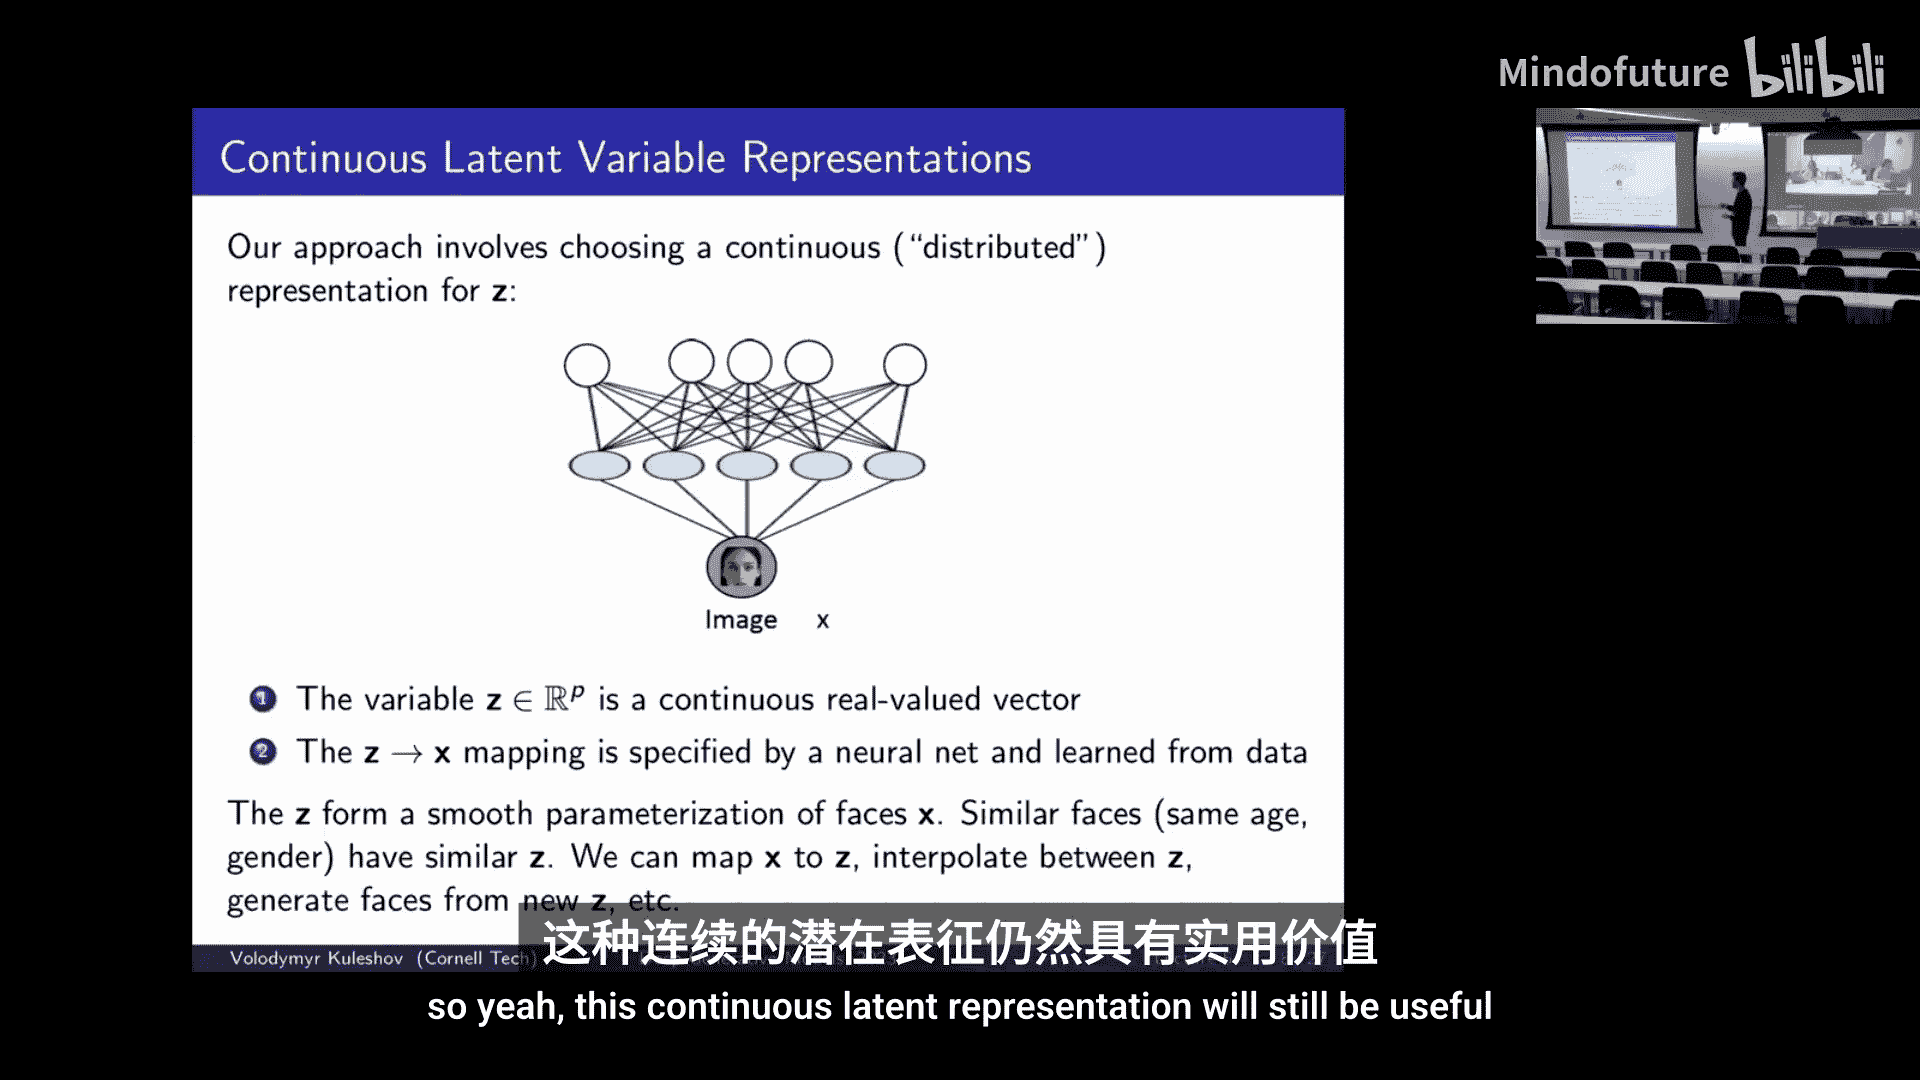 Mindofuture bilibili
Continuous Latent Variable Representations
Our approach involves choosing a continuous (“distributed”)
representation for z:
Image x
1 The variable z ∈ ℝᵖ is a continuous real-valued vector
2 The z → x mapping is specified by a neural net and learned from data
The z form a smooth parameterization of faces x. Similar faces (same age,
gender) have similar z. We can map x to z, interpolate between z,
generate faces from new z, etc.
Volodymyr Kuleshov (Cornell Tech)
这种连续的潜在表征仍然具有实用价值
so yeah, this continuous latent representation will still be useful